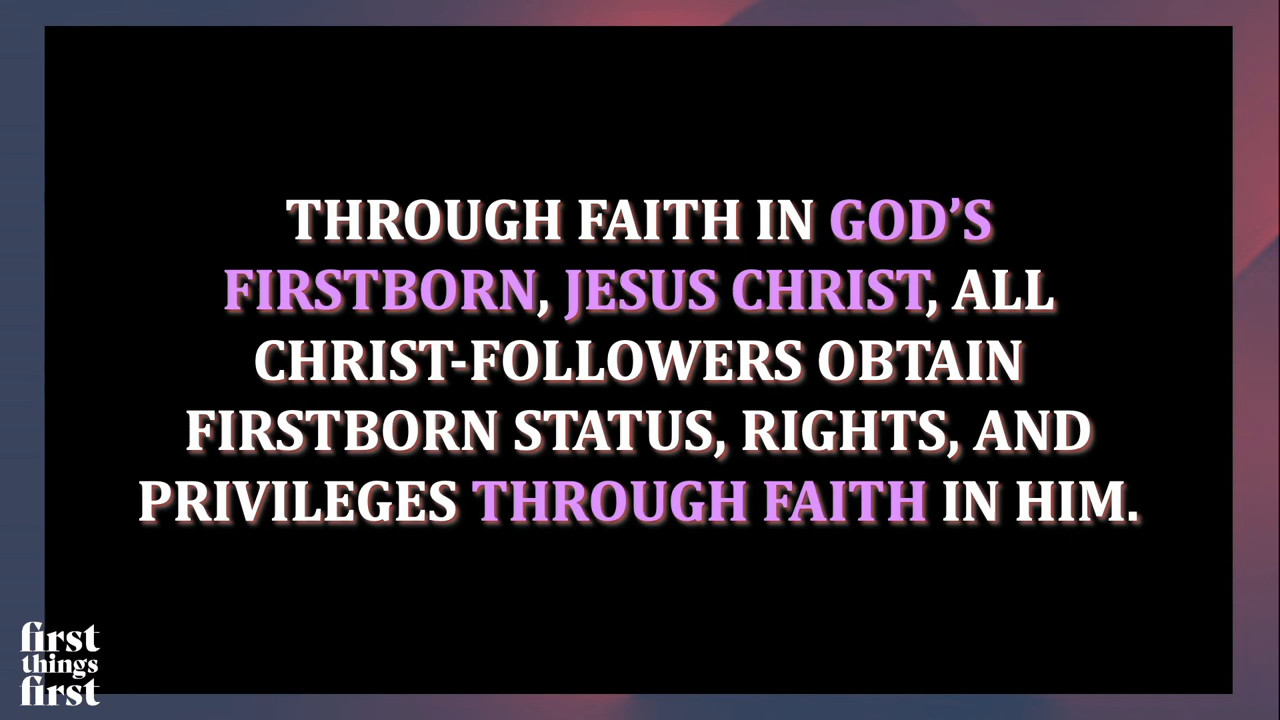 THROUGH FAITH IN GOD’S
FIRSTBORN, JESUS CHRIST, ALL
CHRIST-FOLLOWERS OBTAIN
FIRSTBORN STATUS, RIGHTS, AND
PRIVILEGES THROUGH FAITH IN HIM.
first
things
first